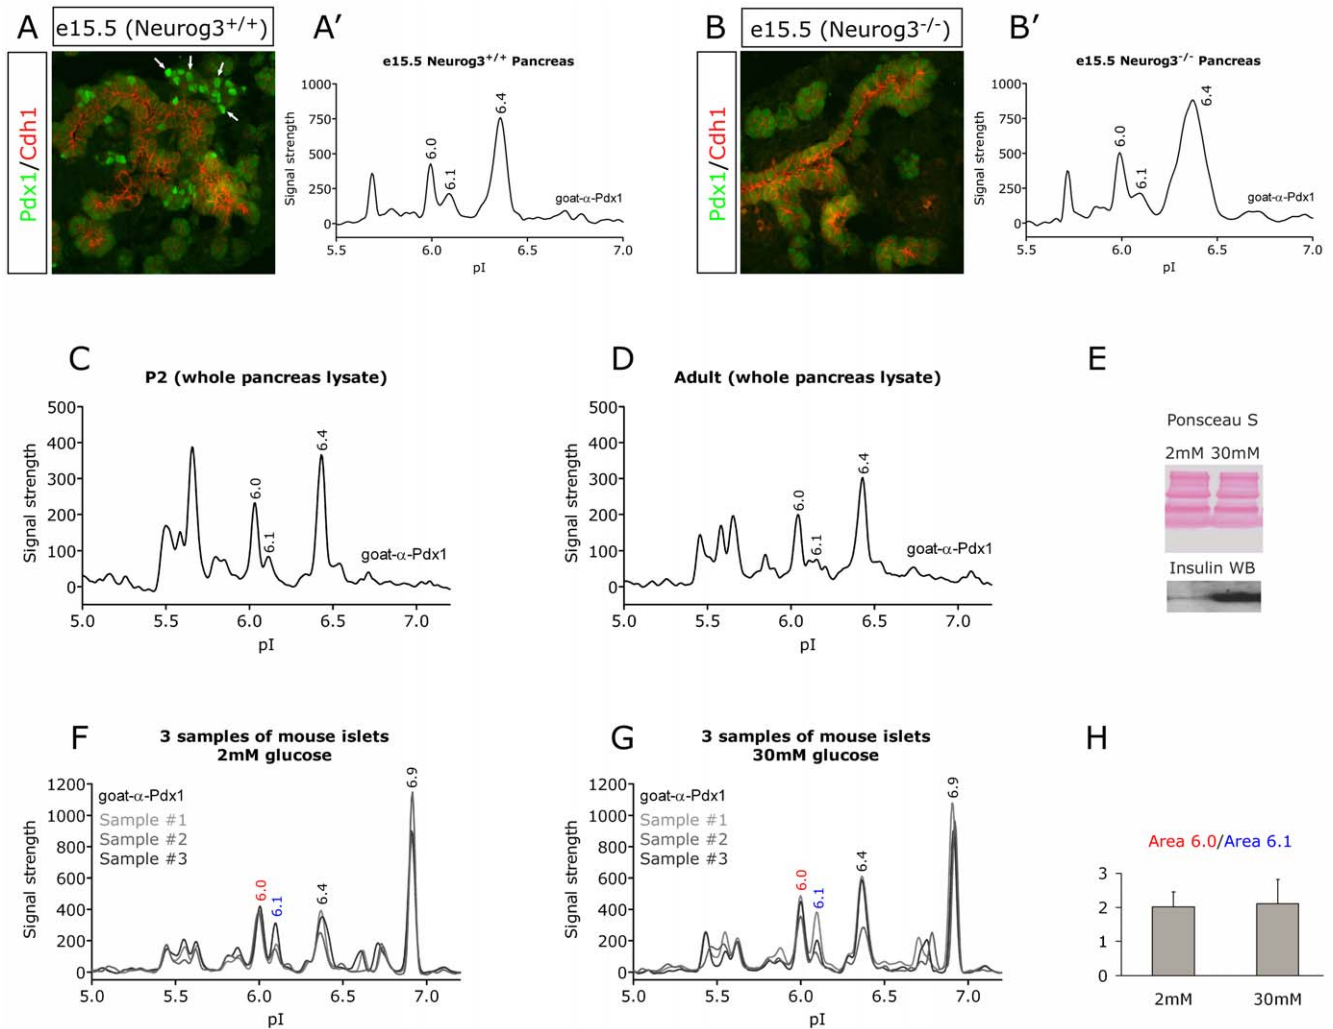 A
e15.5 (Neurog3+/+)
Pdx1/Cdh1
A′
e15.5 Neurog3+/+ Pancreas
Signal strength
1000
750
500
250
0
6.0
6.1
6.4
goat-α-Pdx1
5.5 6.0 6.5 7.0
pI
B
e15.5 (Neurog3-/-)
Pdx1/Cdh1
B′
e15.5 Neurog3-/- Pancreas
Signal strength
1000
750
500
250
0
6.0
6.1
6.4
goat-α-Pdx1
5.5 6.0 6.5 7.0
pI
C
P2 (whole pancreas lysate)
Signal strength
500
400
300
200
100
0
6.0
6.1
6.4
goat-α-Pdx1
5.0 5.5 6.0 6.5 7.0
pI
D
Adult (whole pancreas lysate)
Signal strength
500
400
300
200
100
0
6.0
6.1
6.4
goat-α-Pdx1
5.0 5.5 6.0 6.5 7.0
pI
E
Ponsceau S
2mM 30mM
Insulin WB
F
3 samples of mouse islets
2mM glucose
Signal strength
1200
1000
800
600
400
200
0
goat-α-Pdx1
Sample #1
Sample #2
Sample #3
6.0
6.1
6.4
6.9
5.0 5.5 6.0 6.5 7.0
pI
G
3 samples of mouse islets
30mM glucose
Signal strength
1200
1000
800
600
400
200
0
goat-α-Pdx1
Sample #1
Sample #2
Sample #3
6.0
6.1
6.4
6.9
5.0 5.5 6.0 6.5 7.0
pI
H
Area 6.0/Area 6.1
3
2
1
0
2mM 30mM